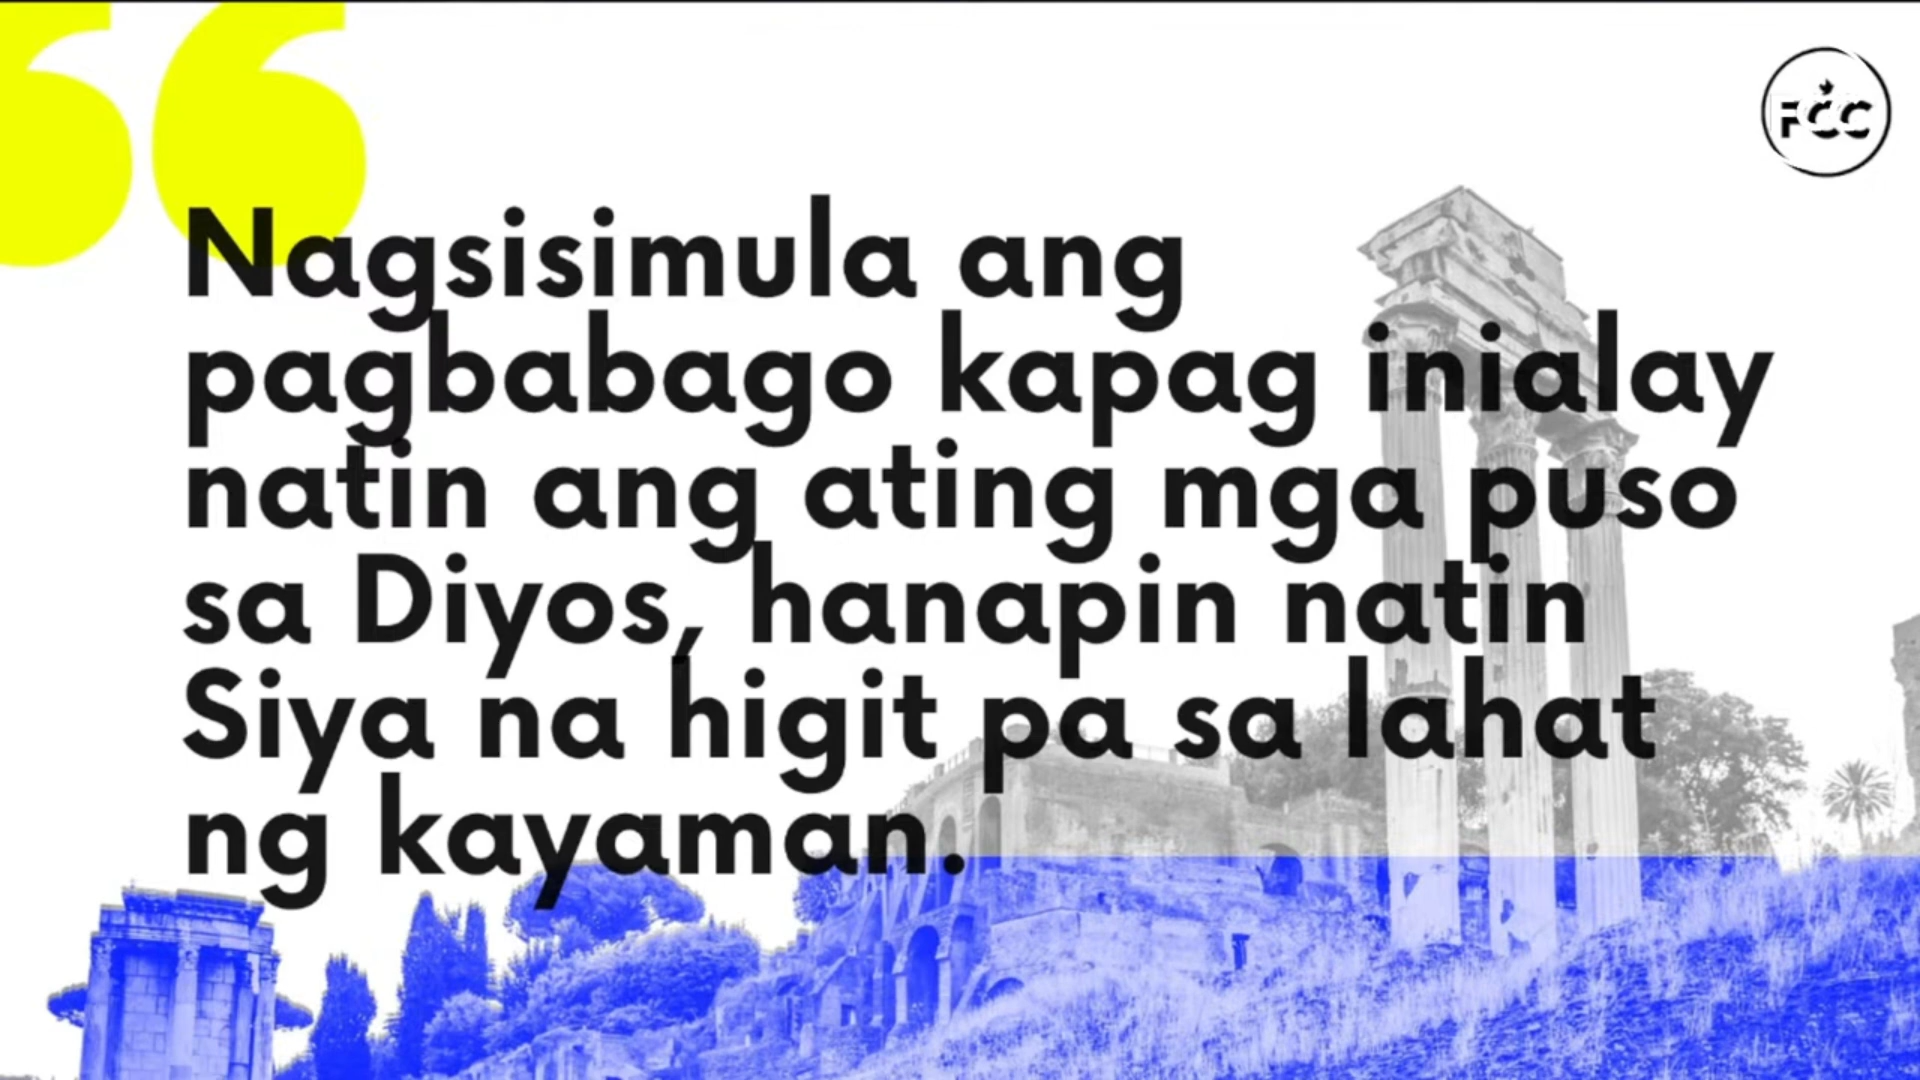 FCC
Nagsisimula ang
pagbabago kapag inialay
natin ang ating mga puso
sa Diyos, hanapin natin
Siya na higit pa sa lahat
ng kayaman.